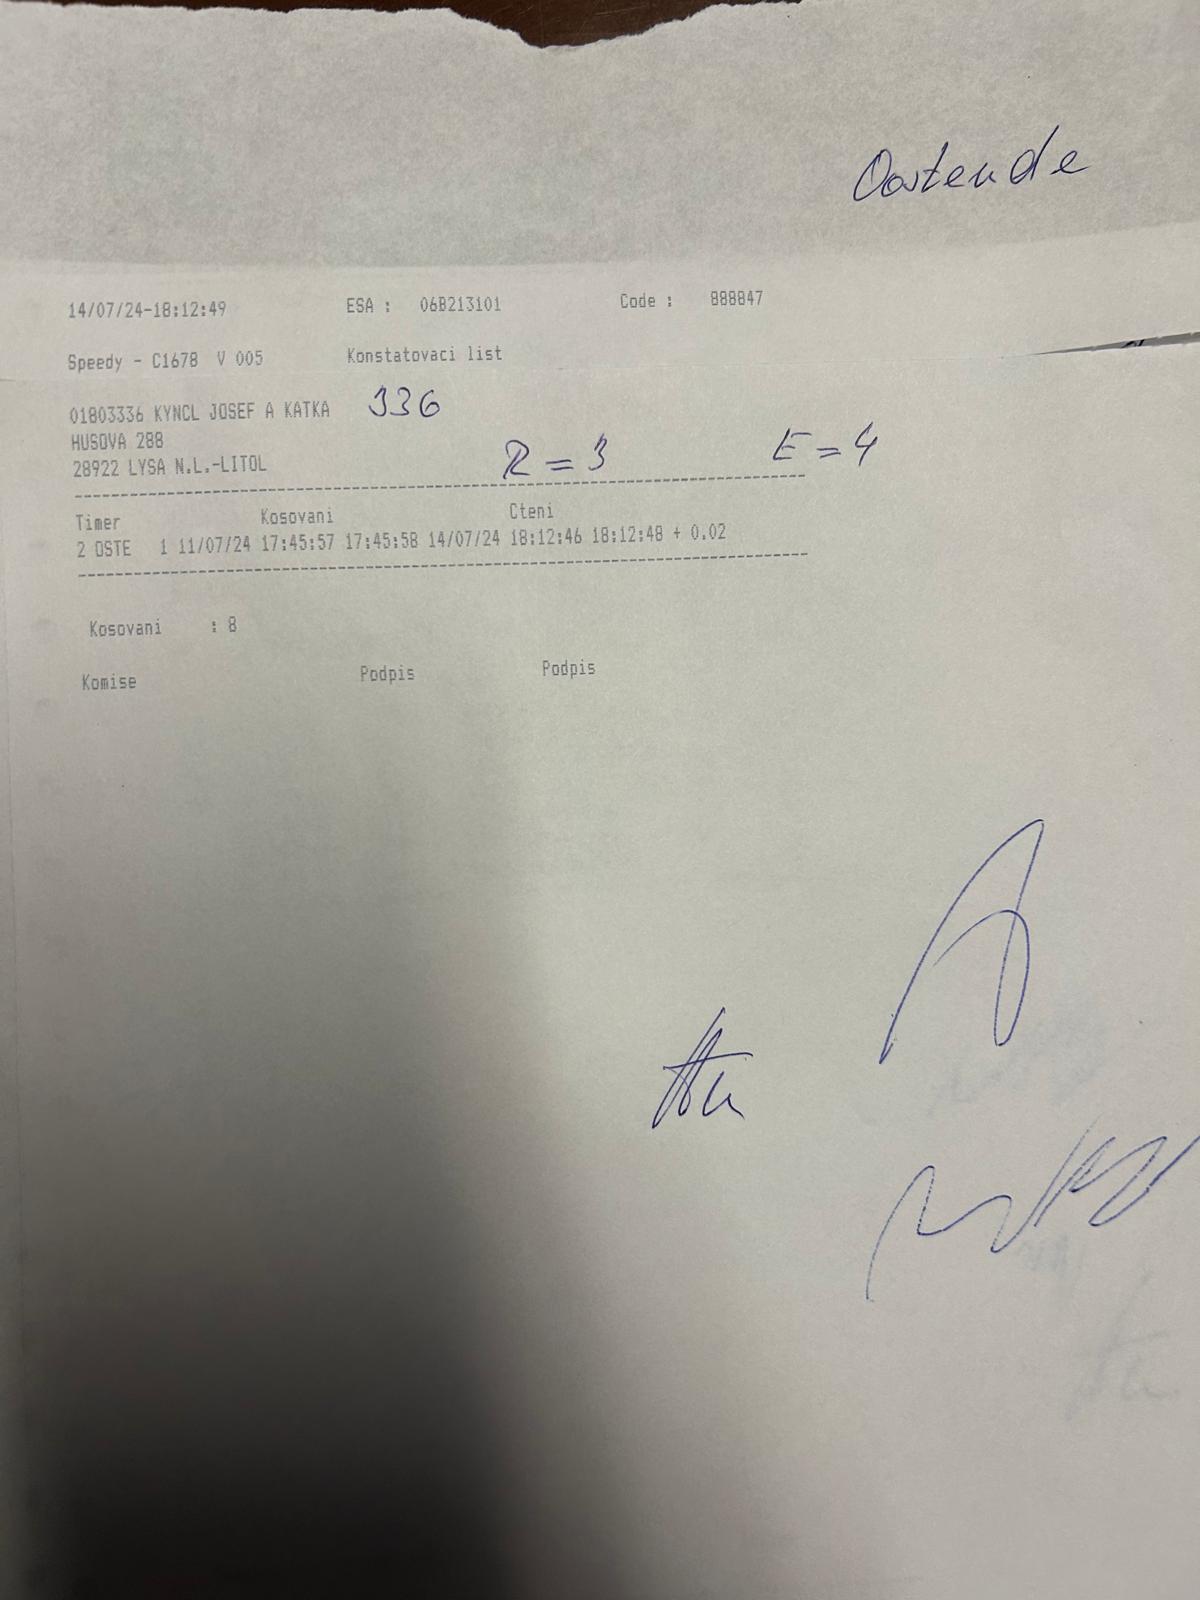 Oostende
14/07/24-18:12:49 ESA : 06B213101 Code : 888847
Speedy - C1678 V 005 Konstatovaci list
01803336 KYNCL JOSEF A KATKA 336
HUSOVA 288
28922 LYSA N.L.-LITOL R = 3 E = 4
Timer Kosovani Cteni
2 OSTE 1 11/07/24 17:45:57 17:45:58 14/07/24 18:12:46 18:12:48 + 0.02
Kosovani : 8
Komise Podpis Podpis